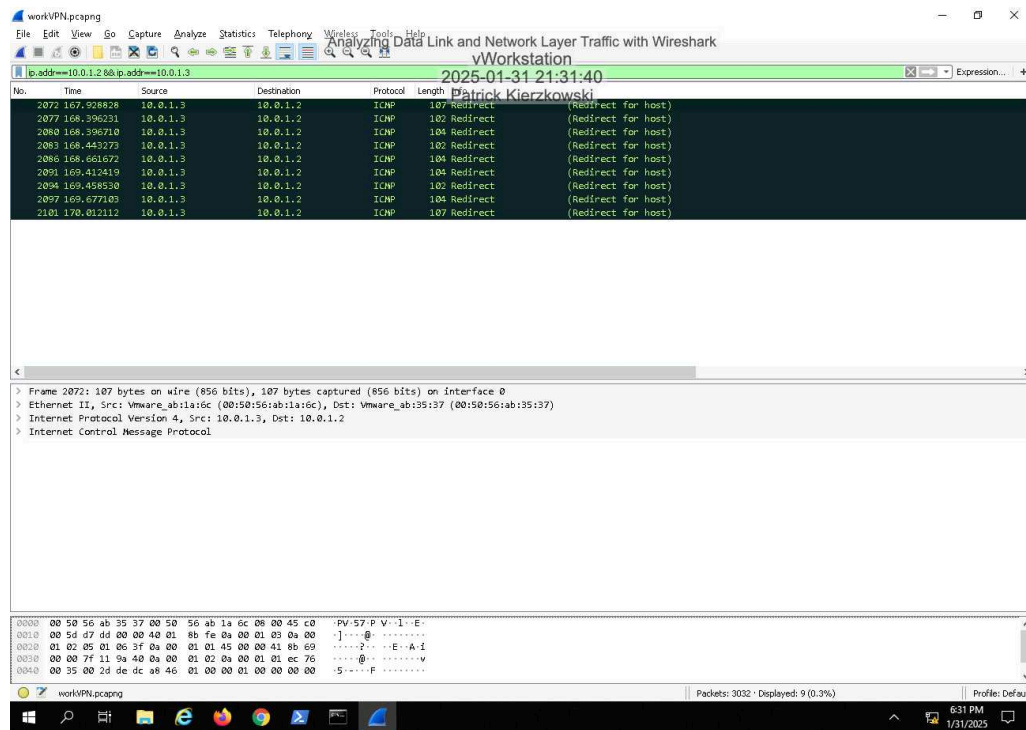 workVPN.pcapng
File Edit View Go Capture Analyze Statistics Telephony Wireless Tools Help
Analyzing Data Link and Network Layer Traffic with Wireshark
vWorkstation
2025-01-31 21:31:40
Patrick Kierzkowski
ip.addr==10.0.1.2 && ip.addr==10.0.1.3 Expression... +
No. Time Source Destination Protocol Length Info
2072 167.928828 10.0.1.3 10.0.1.2 ICMP 107 Redirect (Redirect for host)
2077 168.396231 10.0.1.3 10.0.1.2 ICMP 102 Redirect (Redirect for host)
2080 168.396710 10.0.1.3 10.0.1.2 ICMP 104 Redirect (Redirect for host)
2083 168.443273 10.0.1.3 10.0.1.2 ICMP 102 Redirect (Redirect for host)
2086 168.661672 10.0.1.3 10.0.1.2 ICMP 104 Redirect (Redirect for host)
2091 169.412419 10.0.1.3 10.0.1.2 ICMP 104 Redirect (Redirect for host)
2094 169.458530 10.0.1.3 10.0.1.2 ICMP 102 Redirect (Redirect for host)
2097 169.677103 10.0.1.3 10.0.1.2 ICMP 104 Redirect (Redirect for host)
2101 170.012112 10.0.1.3 10.0.1.2 ICMP 107 Redirect (Redirect for host)
> Frame 2072: 107 bytes on wire (856 bits), 107 bytes captured (856 bits) on interface 0
> Ethernet II, Src: Vmware_ab:1a:6c (00:50:56:ab:1a:6c), Dst: Vmware_ab:35:37 (00:50:56:ab:35:37)
> Internet Protocol Version 4, Src: 10.0.1.3, Dst: 10.0.1.2
> Internet Control Message Protocol
0000 00 50 56 ab 35 37 00 50 56 ab 1a 6c 08 00 45 c0 ·PV·57·P V··l··E·
0010 00 5d d7 dd 00 00 40 01 8b fe 0a 00 01 03 0a 00 ·]····@· ········
0020 01 02 05 01 06 3f 0a 00 01 01 45 00 00 41 8b 69 ·····?·· ··E··A·i
0030 00 00 7f 11 9a 40 0a 00 01 02 0a 00 01 01 ec 76 ·····@·· ·······v
0040 00 35 00 2d de dc a8 46 01 00 00 01 00 00 00 00 ·5·-···F ········
workVPN.pcapng Packets: 3032 · Displayed: 9 (0.3%) Profile: Defau
6:31 PM
1/31/2025